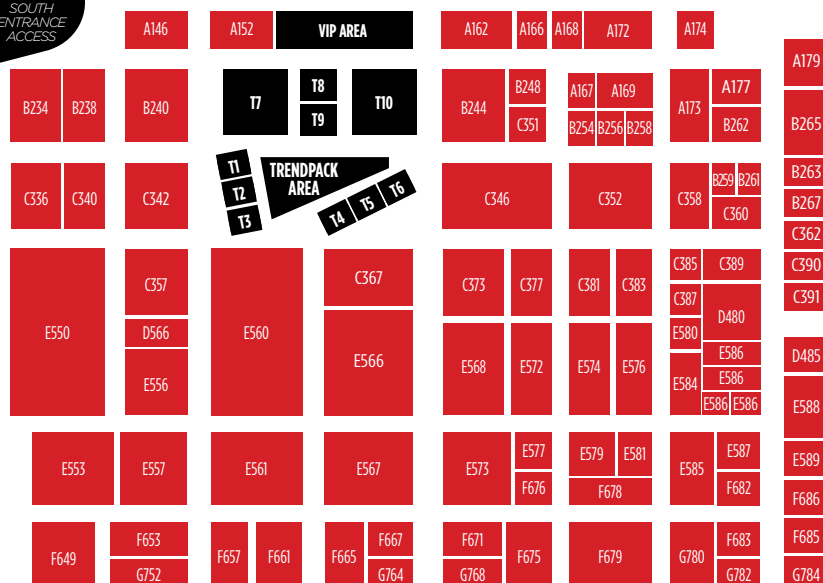 SOUTH
ENTRANCE
ACCESS
A146
A152
VIP AREA
A162
A166
A168
A172
A174
A179
B234
B238
B240
T7
T8
T9
T10
B244
B248
C351
A167
A169
B254
B256
B258
A173
A177
B262
B265
T1
T2
T3
TRENDPACK
AREA
T4
T5
T6
C336
C340
C342
C346
C352
C358
B259
B261
C360
B263
B267
C362
C390
C391
E550
C357
D566
E556
E560
C367
E566
C373
C377
E568
E572
C381
C383
E574
E576
C385
C389
C387
D480
E580
E586
E584
E586
E586
E586
D485
E588
E553
E557
E561
E567
E573
E577
F676
E579
E581
F678
E585
E587
F682
E589
F686
F649
F653
G752
F657
F661
F665
F667
G764
F671
G768
F675
F679
G780
F683
G782
F685
G784